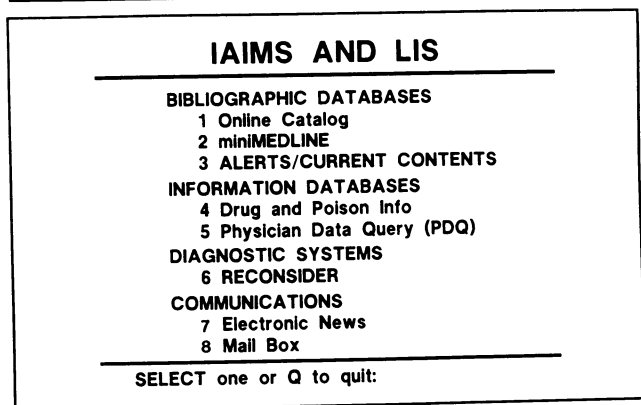 IAIMS AND LIS
BIBLIOGRAPHIC DATABASES
1 Online Catalog
2 miniMEDLINE
3 ALERTS/CURRENT CONTENTS
INFORMATION DATABASES
4 Drug and Poison Info
5 Physician Data Query (PDQ)
DIAGNOSTIC SYSTEMS
6 RECONSIDER
COMMUNICATIONS
7 Electronic News
8 Mail Box
SELECT one or Q to quit: